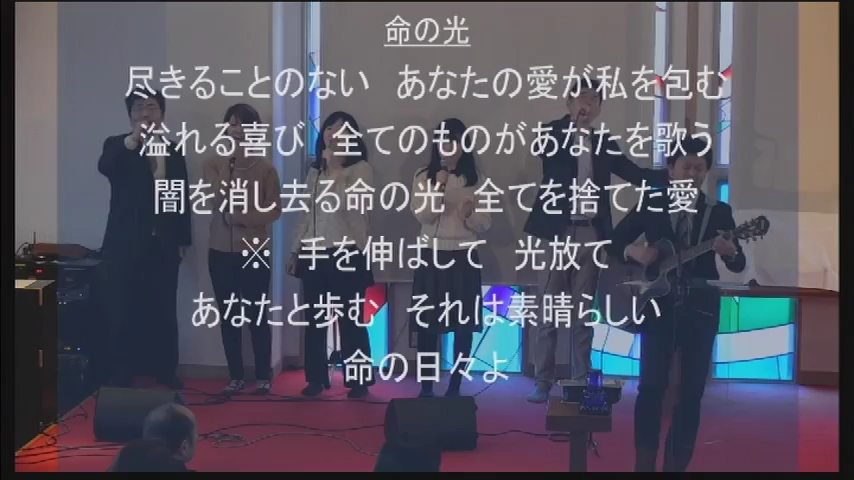 命の光
尽きることのない あなたの愛が私を包む
溢れる喜び 全てのものがあなたを歌う
闇を消し去る命の光 全てを捨てた愛
※ 手を伸ばして 光放て
あなたと歩む それは素晴らしい
命の日々よ